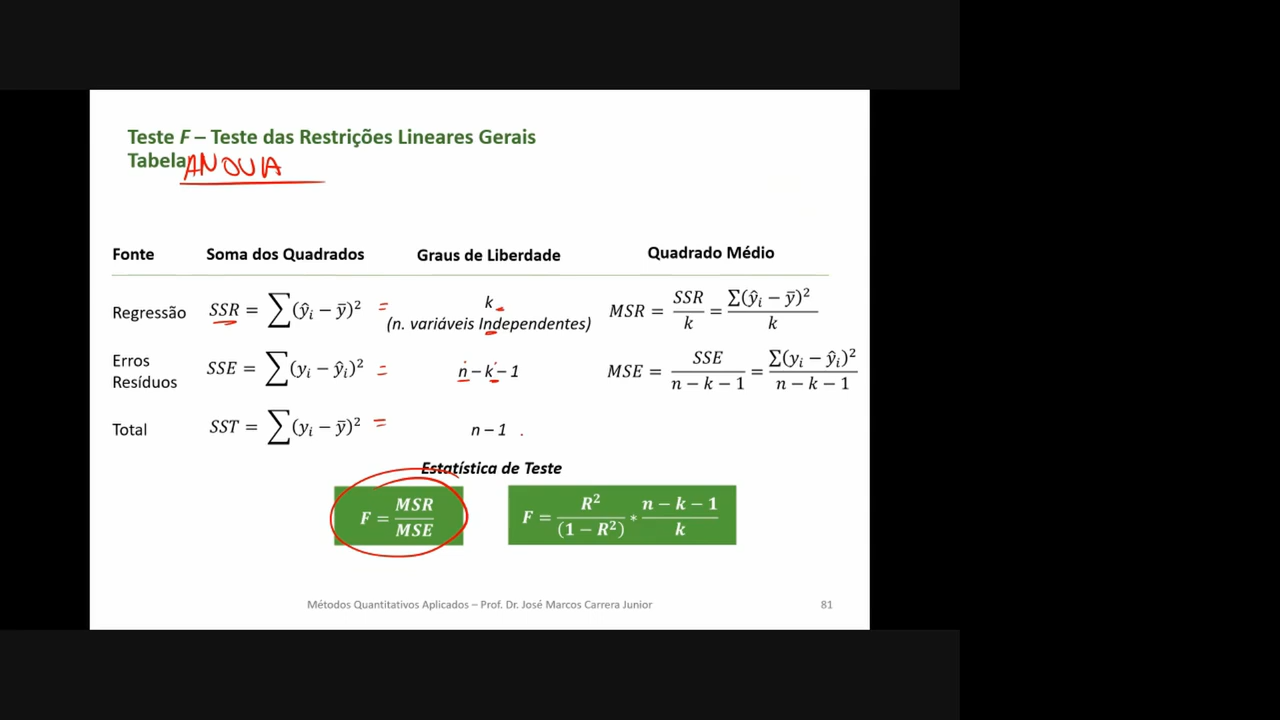 Teste F – Teste das Restrições Lineares Gerais
Tabela ANOVA
Fonte Soma dos Quadrados Graus de Liberdade Quadrado Médio
Regressão SSR = ∑(ŷᵢ − ȳ)² = k (n. variáveis Independentes) MSR = SSR/k = ∑(ŷᵢ − ȳ)²/k
Erros Resíduos SSE = ∑(yᵢ − ŷᵢ)² = n – k – 1 MSE = SSE/(n − k − 1) = ∑(yᵢ − ŷᵢ)²/(n − k − 1)
Total SST = ∑(yᵢ − ȳ)² = n – 1 .
Estatística de Teste
F = MSR/MSE F = R²/(1 − R²) * (n − k − 1)/k
Métodos Quantitativos Aplicados – Prof. Dr. José Marcos Carrera Junior 81